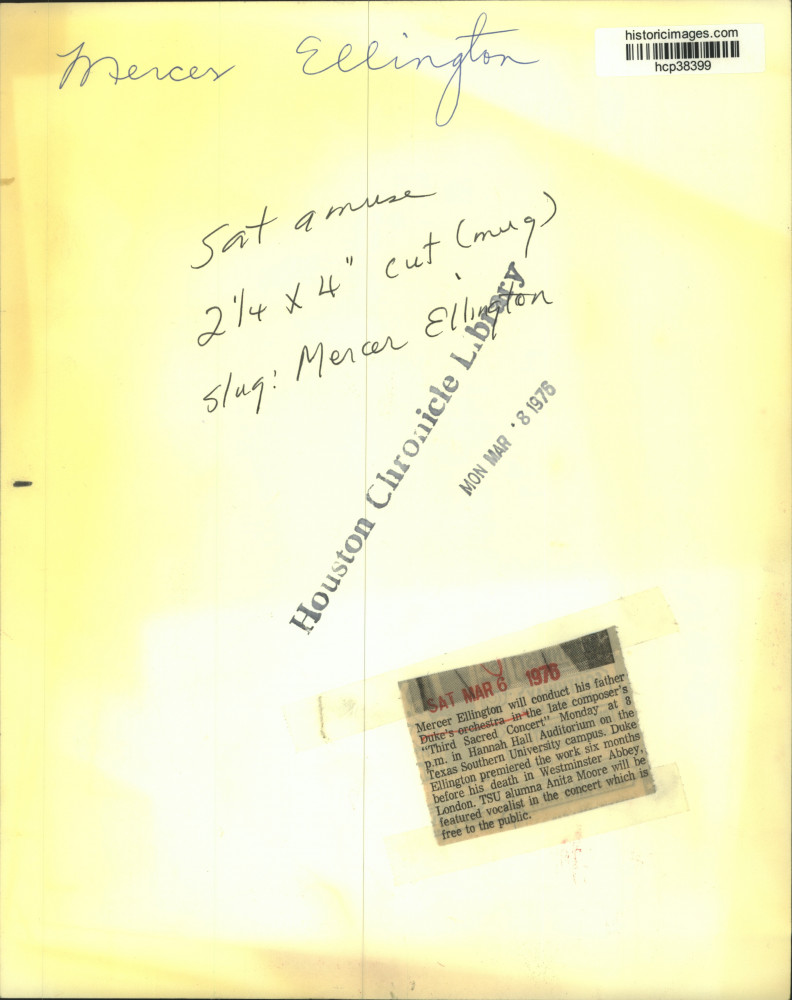 Mercer Ellington
historicimages.com
hcp38399
Sat amuse
2 1/4 X 4" cut (mug)
slug: Mercer Ellington
Houston Chronicle Library
MON MAR '8 1976
SAT MAR 6 1976
Mercer Ellington will conduct his father
Duke's orchestra in the late composer's
"Third Sacred Concert" Monday at 8
p.m. in Hannah Hall Auditorium on the
Texas Southern University campus. Duke
Ellington premiered the work six months
before his death in Westminster Abbey,
London. TSU alumna Anita Moore will be
featured vocalist in the concert which is
free to the public.